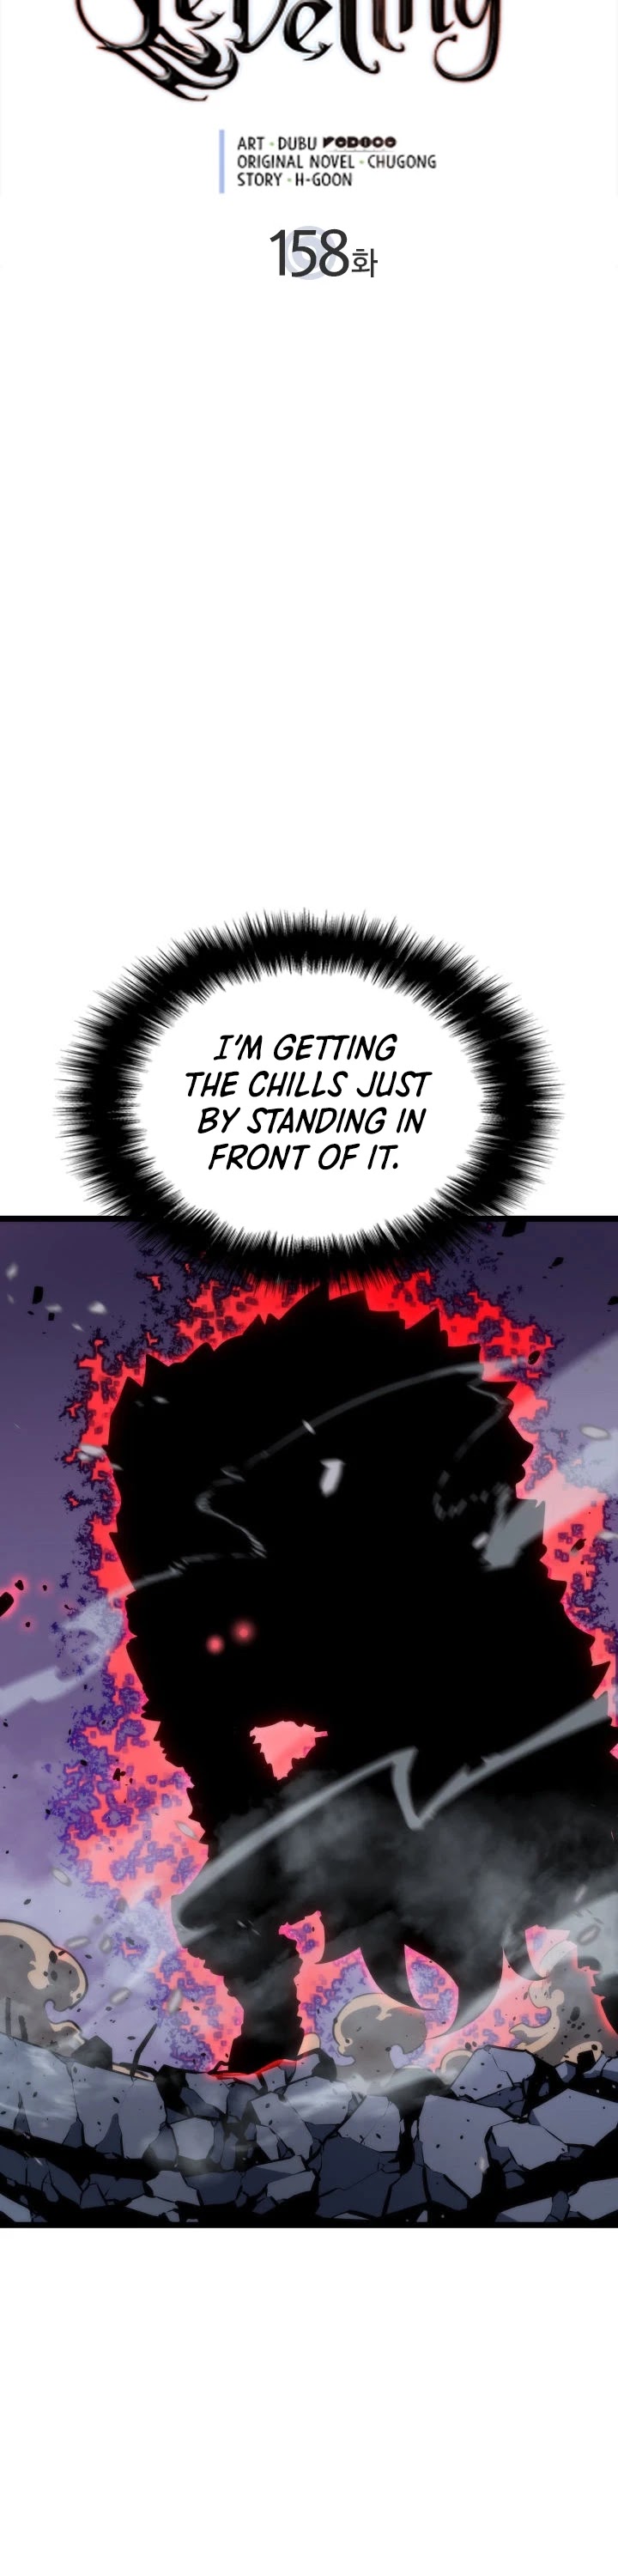 Leveling
ART · DUBU REDICE
ORIGINAL NOVEL · CHUGONG
STORY · H-GOON
158화
I'M GETTING
THE CHILLS JUST
BY STANDING IN
FRONT OF IT.